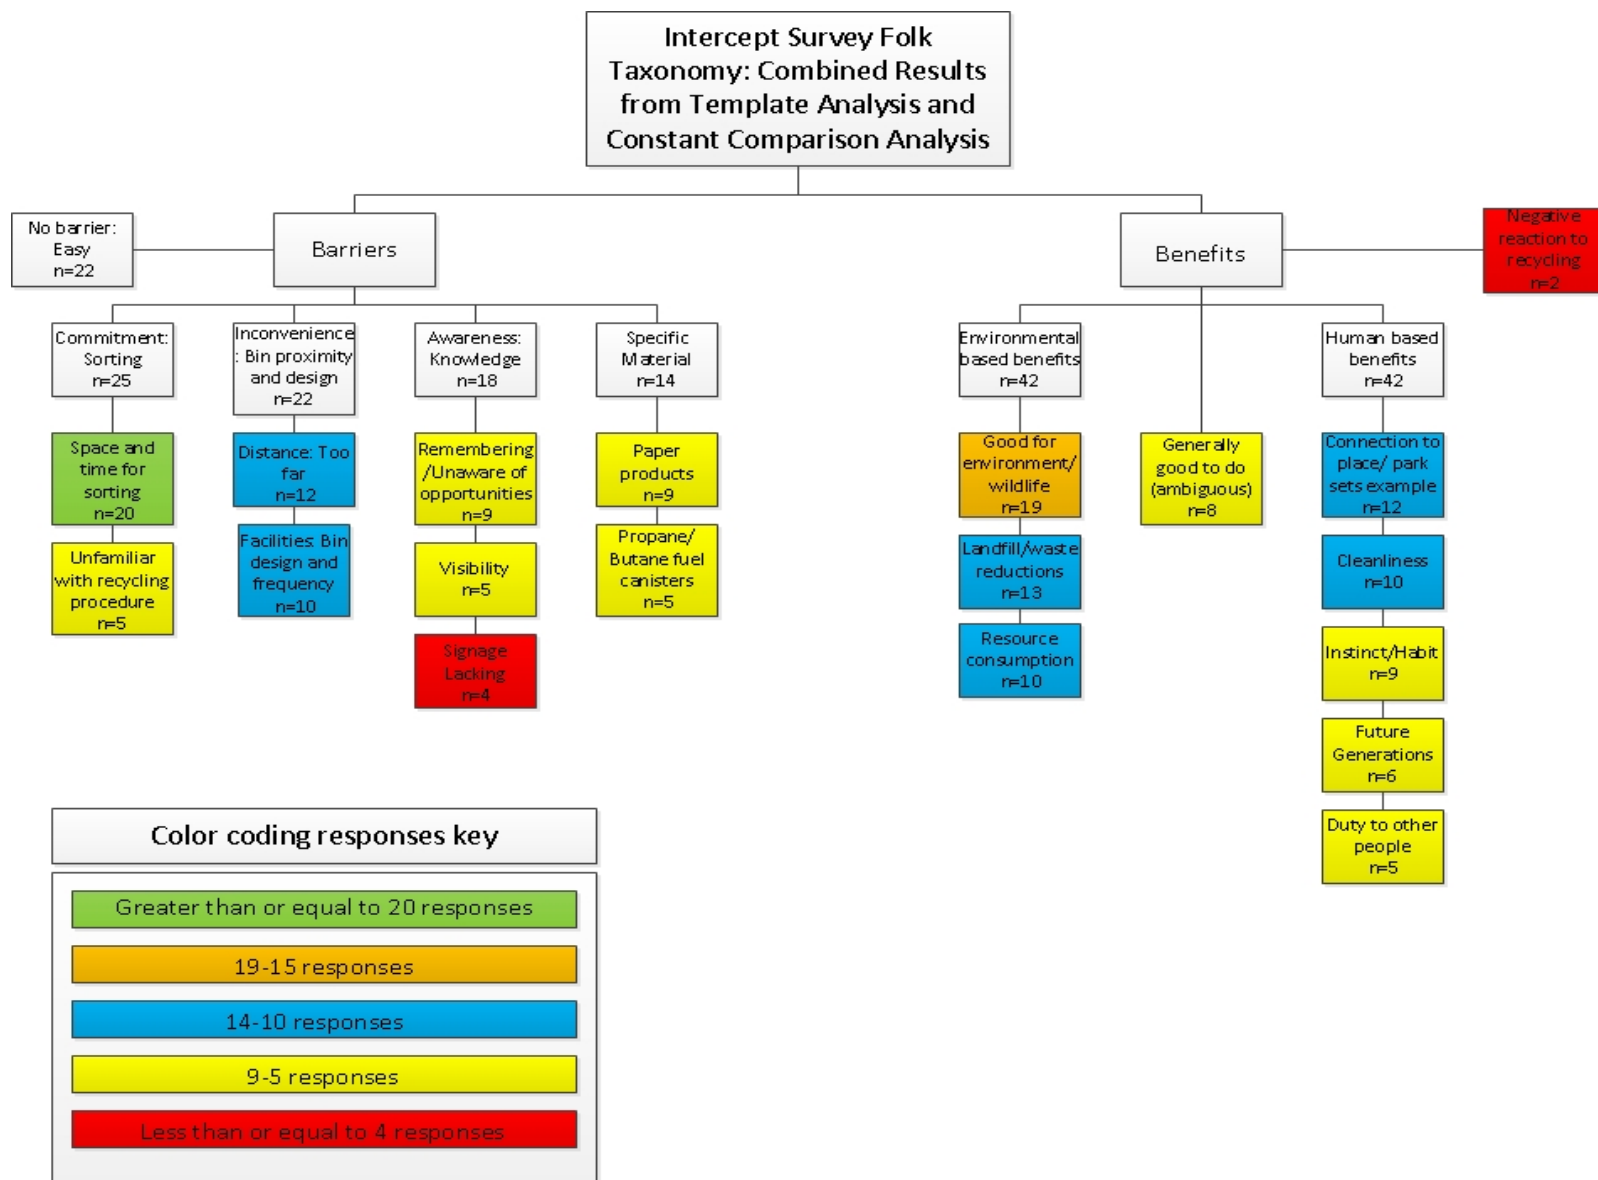 Intercept Survey Folk
Taxonomy: Combined Results
from Template Analysis and
Constant Comparison Analysis
No barrier:
Easy
n=22
Barriers
Benefits
Negative
reaction to
recycling
n=2
Commitment:
Sorting
n=25
Inconvenience
: Bin proximity
and design
n=22
Awareness:
Knowledge
n=18
Specific
Material
n=14
Environmental
based benefits
n=42
Human based
benefits
n=42
Space and
time for
sorting
n=20
Distance: Too
far
n=12
Remembering
/Unaware of
opportunities
n=9
Paper
products
n=9
Good for
environment/
wildlife
n=19
Generally
good to do
(ambiguous)
n=8
Connection to
place/ park
sets example
n=12
Unfamiliar
with recycling
procedure
n=5
Facilities: Bin
design and
frequency
n=10
Visibility
n=5
Propane/
Butane fuel
canisters
n=5
Landfill/waste
reductions
n=13
Cleanliness
n=10
Signage
Lacking
n=4
Resource
consumption
n=10
Instinct/Habit
n=9
Future
Generations
n=6
Duty to other
people
n=5
Color coding responses key
Greater than or equal to 20 responses
19-15 responses
14-10 responses
9-5 responses
Less than or equal to 4 responses